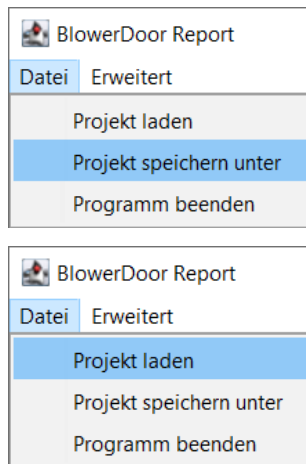 BlowerDoor Report
Datei Erweitert
Projekt laden
Projekt speichern unter
Programm beenden
BlowerDoor Report
Datei Erweitert
Projekt laden
Projekt speichern unter
Programm beenden